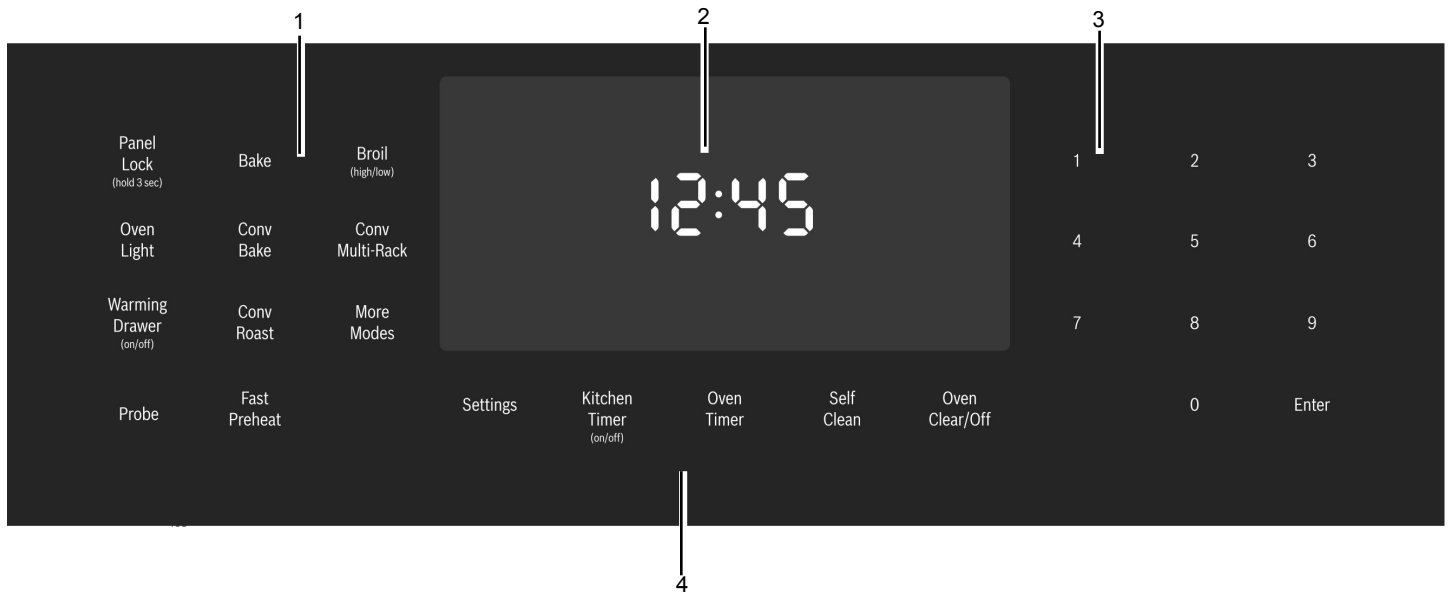 1
2
3
Panel
Lock
(hold 3 sec)
Bake
Broil
(high/low)
Oven
Light
Conv
Bake
Conv
Multi-Rack
Warming
Drawer
(on/off)
Conv
Roast
More
Modes
Probe
Fast
Preheat
12:45
Settings
Kitchen
Timer
(on/off)
Oven
Timer
Self
Clean
Oven
Clear/Off
1 2 3
4 5 6
7 8 9
0 Enter
4